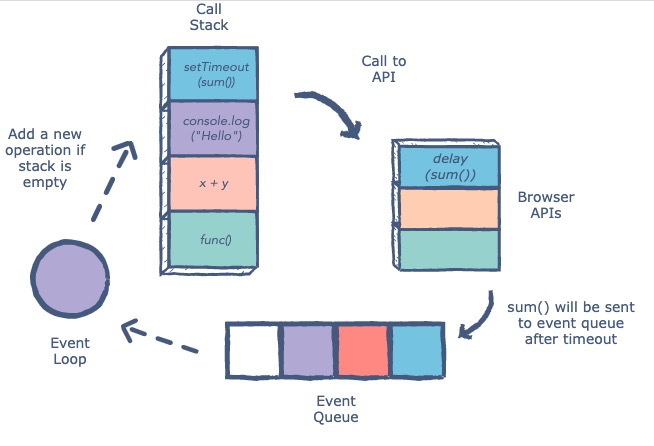 Call
Stack
setTimeout
(sum())
console.log
("Hello")
x + y
func()
Call to
API
delay
(sum())
Browser
APIs
sum() will be sent
to event queue
after timeout
Event
Queue
Event
Loop
Add a new
operation if
stack is
empty